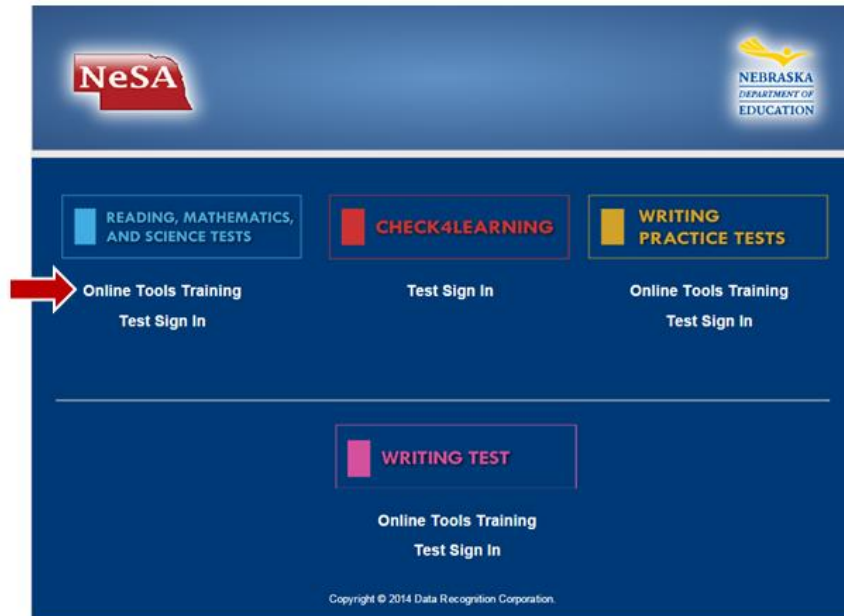 NeSA
NEBRASKA
DEPARTMENT OF
EDUCATION
READING, MATHEMATICS,
AND SCIENCE TESTS
Online Tools Training
Test Sign In
CHECK4LEARNING
Test Sign In
WRITING
PRACTICE TESTS
Online Tools Training
Test Sign In
WRITING TEST
Online Tools Training
Test Sign In
Copyright © 2014 Data Recognition Corporation.